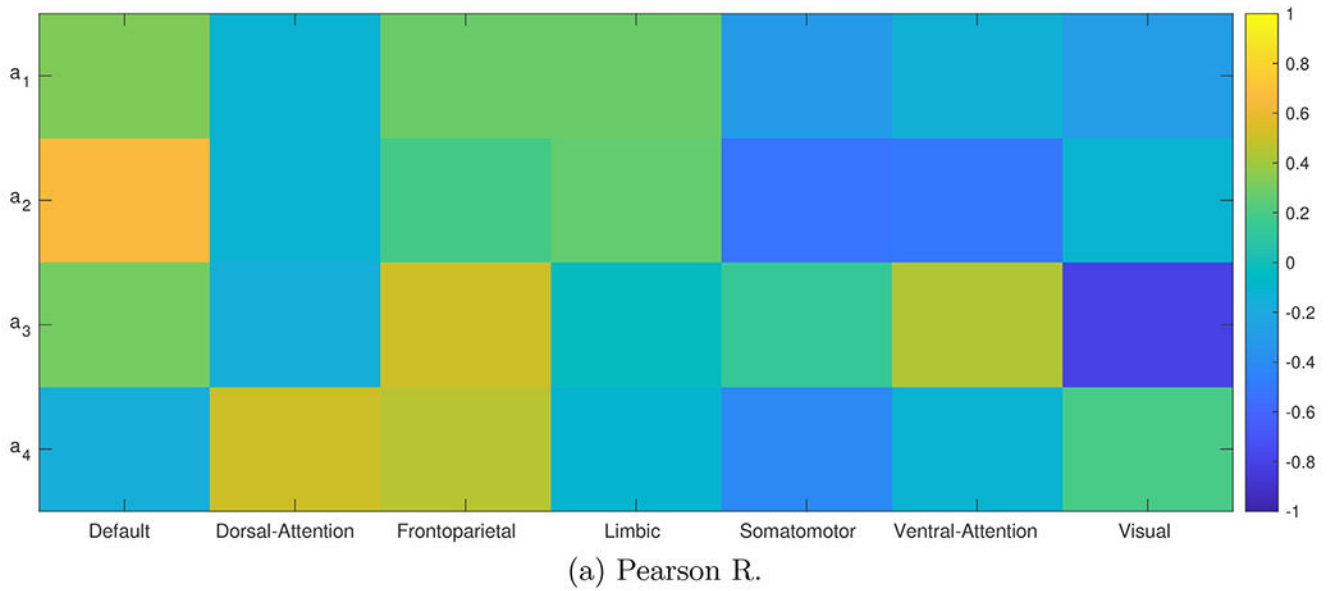 1
0.8
a1
0.6
0.4
a2
0.2
0
a3
-0.2
-0.4
-0.6
a4
-0.8
-1
Default Dorsal-Attention Frontoparietal Limbic Somatomotor Ventral-Attention Visual
(a) Pearson R.